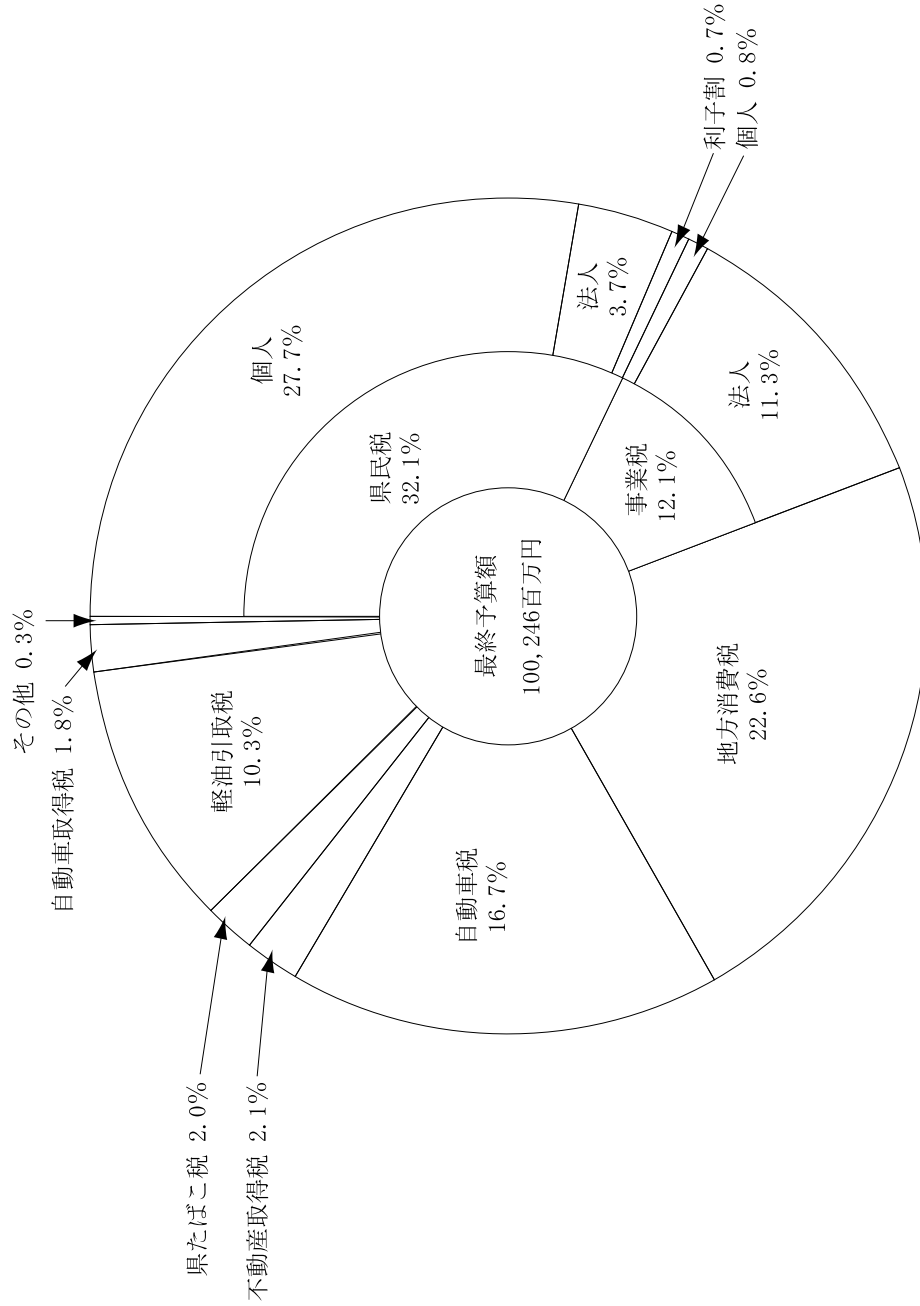 最終予算額
100,246百万円
県民税
32.1%
個人
27.7%
法人
3.7%
利子割 0.7%
事業税
12.1%
個人 0.8%
法人
11.3%
地方消費税
22.6%
自動車税
16.7%
不動産取得税 2.1%
県たばこ税 2.0%
軽油引取税
10.3%
自動車取得税 1.8%
その他 0.3%